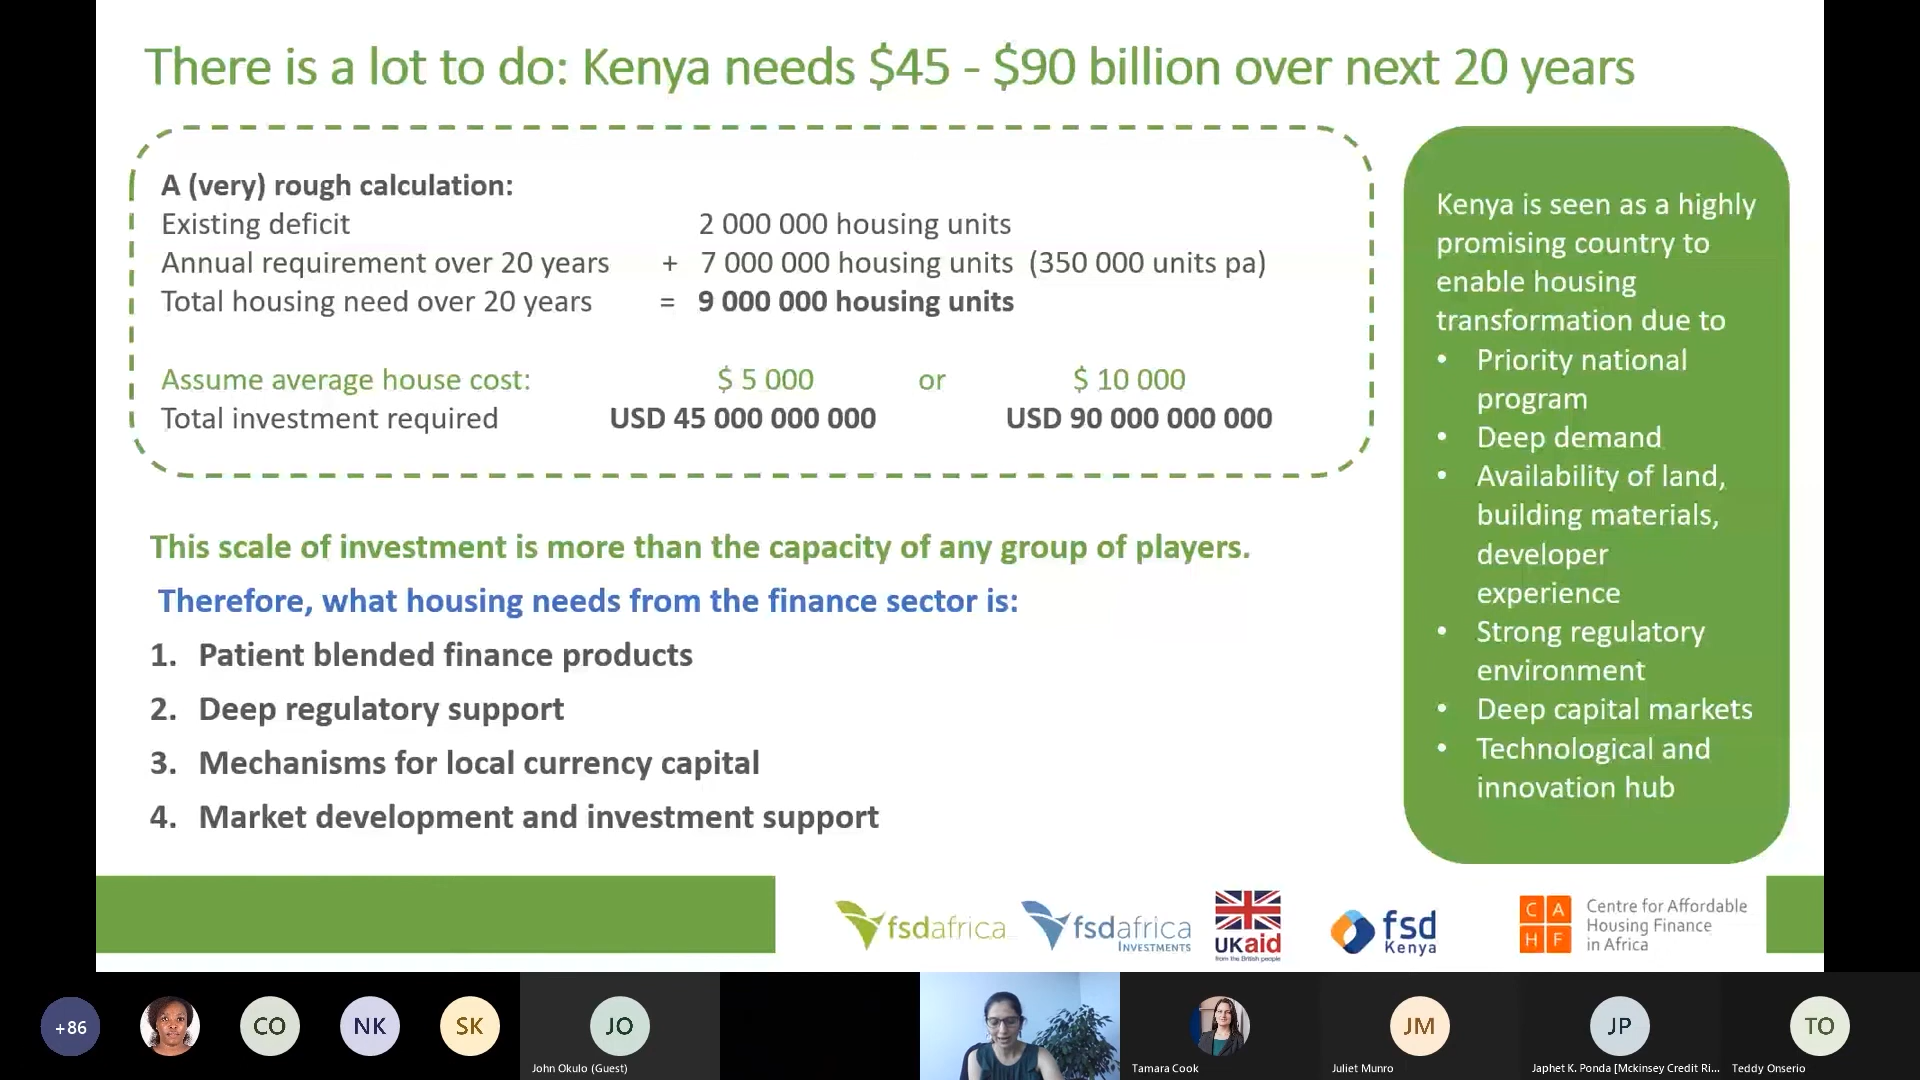 There is a lot to do: Kenya needs $45 - $90 billion over next 20 years
A (very) rough calculation:
Existing deficit 2 000 000 housing units
Annual requirement over 20 years + 7 000 000 housing units (350 000 units pa)
Total housing need over 20 years = 9 000 000 housing units
Assume average house cost: $ 5 000 or $ 10 000
Total investment required USD 45 000 000 000 USD 90 000 000 000
This scale of investment is more than the capacity of any group of players.
Therefore, what housing needs from the finance sector is:
1. Patient blended finance products
2. Deep regulatory support
3. Mechanisms for local currency capital
4. Market development and investment support
Kenya is seen as a highly
promising country to
enable housing
transformation due to
• Priority national
program
• Deep demand
• Availability of land,
building materials,
developer
experience
• Strong regulatory
environment
• Deep capital markets
• Technological and
innovation hub
fsdafrica
fsdafrica
INVESTMENTS
UKaid
from the British people
fsd
Kenya
CA
HF
Centre for Affordable
Housing Finance
in Africa
+86
CO
NK
SK
JO
John Okulo (Guest)
Tamara Cook
JM
Juliet Munro
JP
Japhet K. Ponda [Mckinsey Credit Ri...
TO
Teddy Onserio